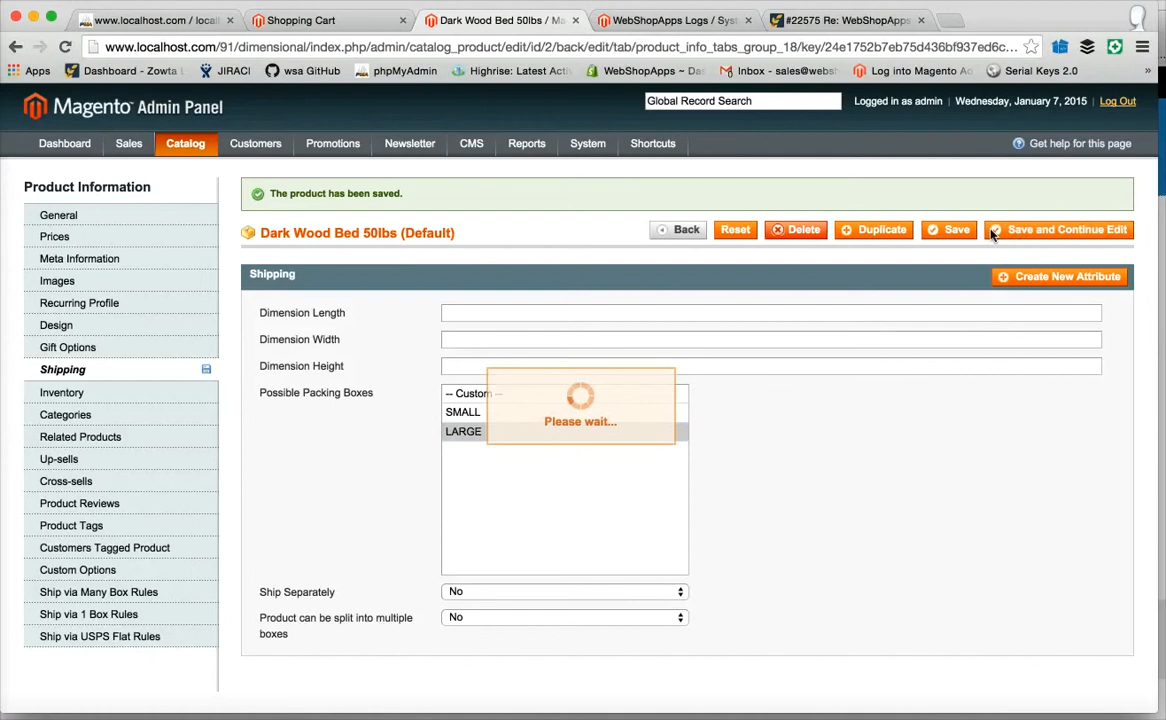 www.localhost.com / locall
Shopping Cart
Dark Wood Bed 50lbs / Ma
WebShopApps Logs / Syst
#22575 Re: WebShopApps
www.localhost.com/91/dimensional/index.php/admin/catalog_product/edit/id/2/back/edit/tab/product_info_tabs_group_18/key/24e1752b7eb75d436bf937ed6c...
Apps
Dashboard - Zowta
JIRACI
wsa GitHub
phpMyAdmin
Highrise: Latest Acti
WebShopApps ~ Das
Inbox - sales@webs
Log into Magento Ac
Serial Keys 2.0
»
Magento Admin Panel
Global Record Search
Logged in as admin
Wednesday, January 7, 2015
Log Out
Dashboard
Sales
Catalog
Customers
Promotions
Newsletter
CMS
Reports
System
Shortcuts
Get help for this page
Product Information
General
Prices
Meta Information
Images
Recurring Profile
Design
Gift Options
Shipping
Inventory
Categories
Related Products
Up-sells
Cross-sells
Product Reviews
Product Tags
Customers Tagged Product
Custom Options
Ship via Many Box Rules
Ship via 1 Box Rules
Ship via USPS Flat Rules
The product has been saved.
Dark Wood Bed 50lbs (Default)
Back
Reset
Delete
Duplicate
Save
Save and Continue Edit
Shipping
Create New Attribute
Dimension Length
Dimension Width
Dimension Height
Possible Packing Boxes
-- Custom --
SMALL
LARGE
Please wait...
Ship Separately
No
Product can be split into multiple
boxes
No